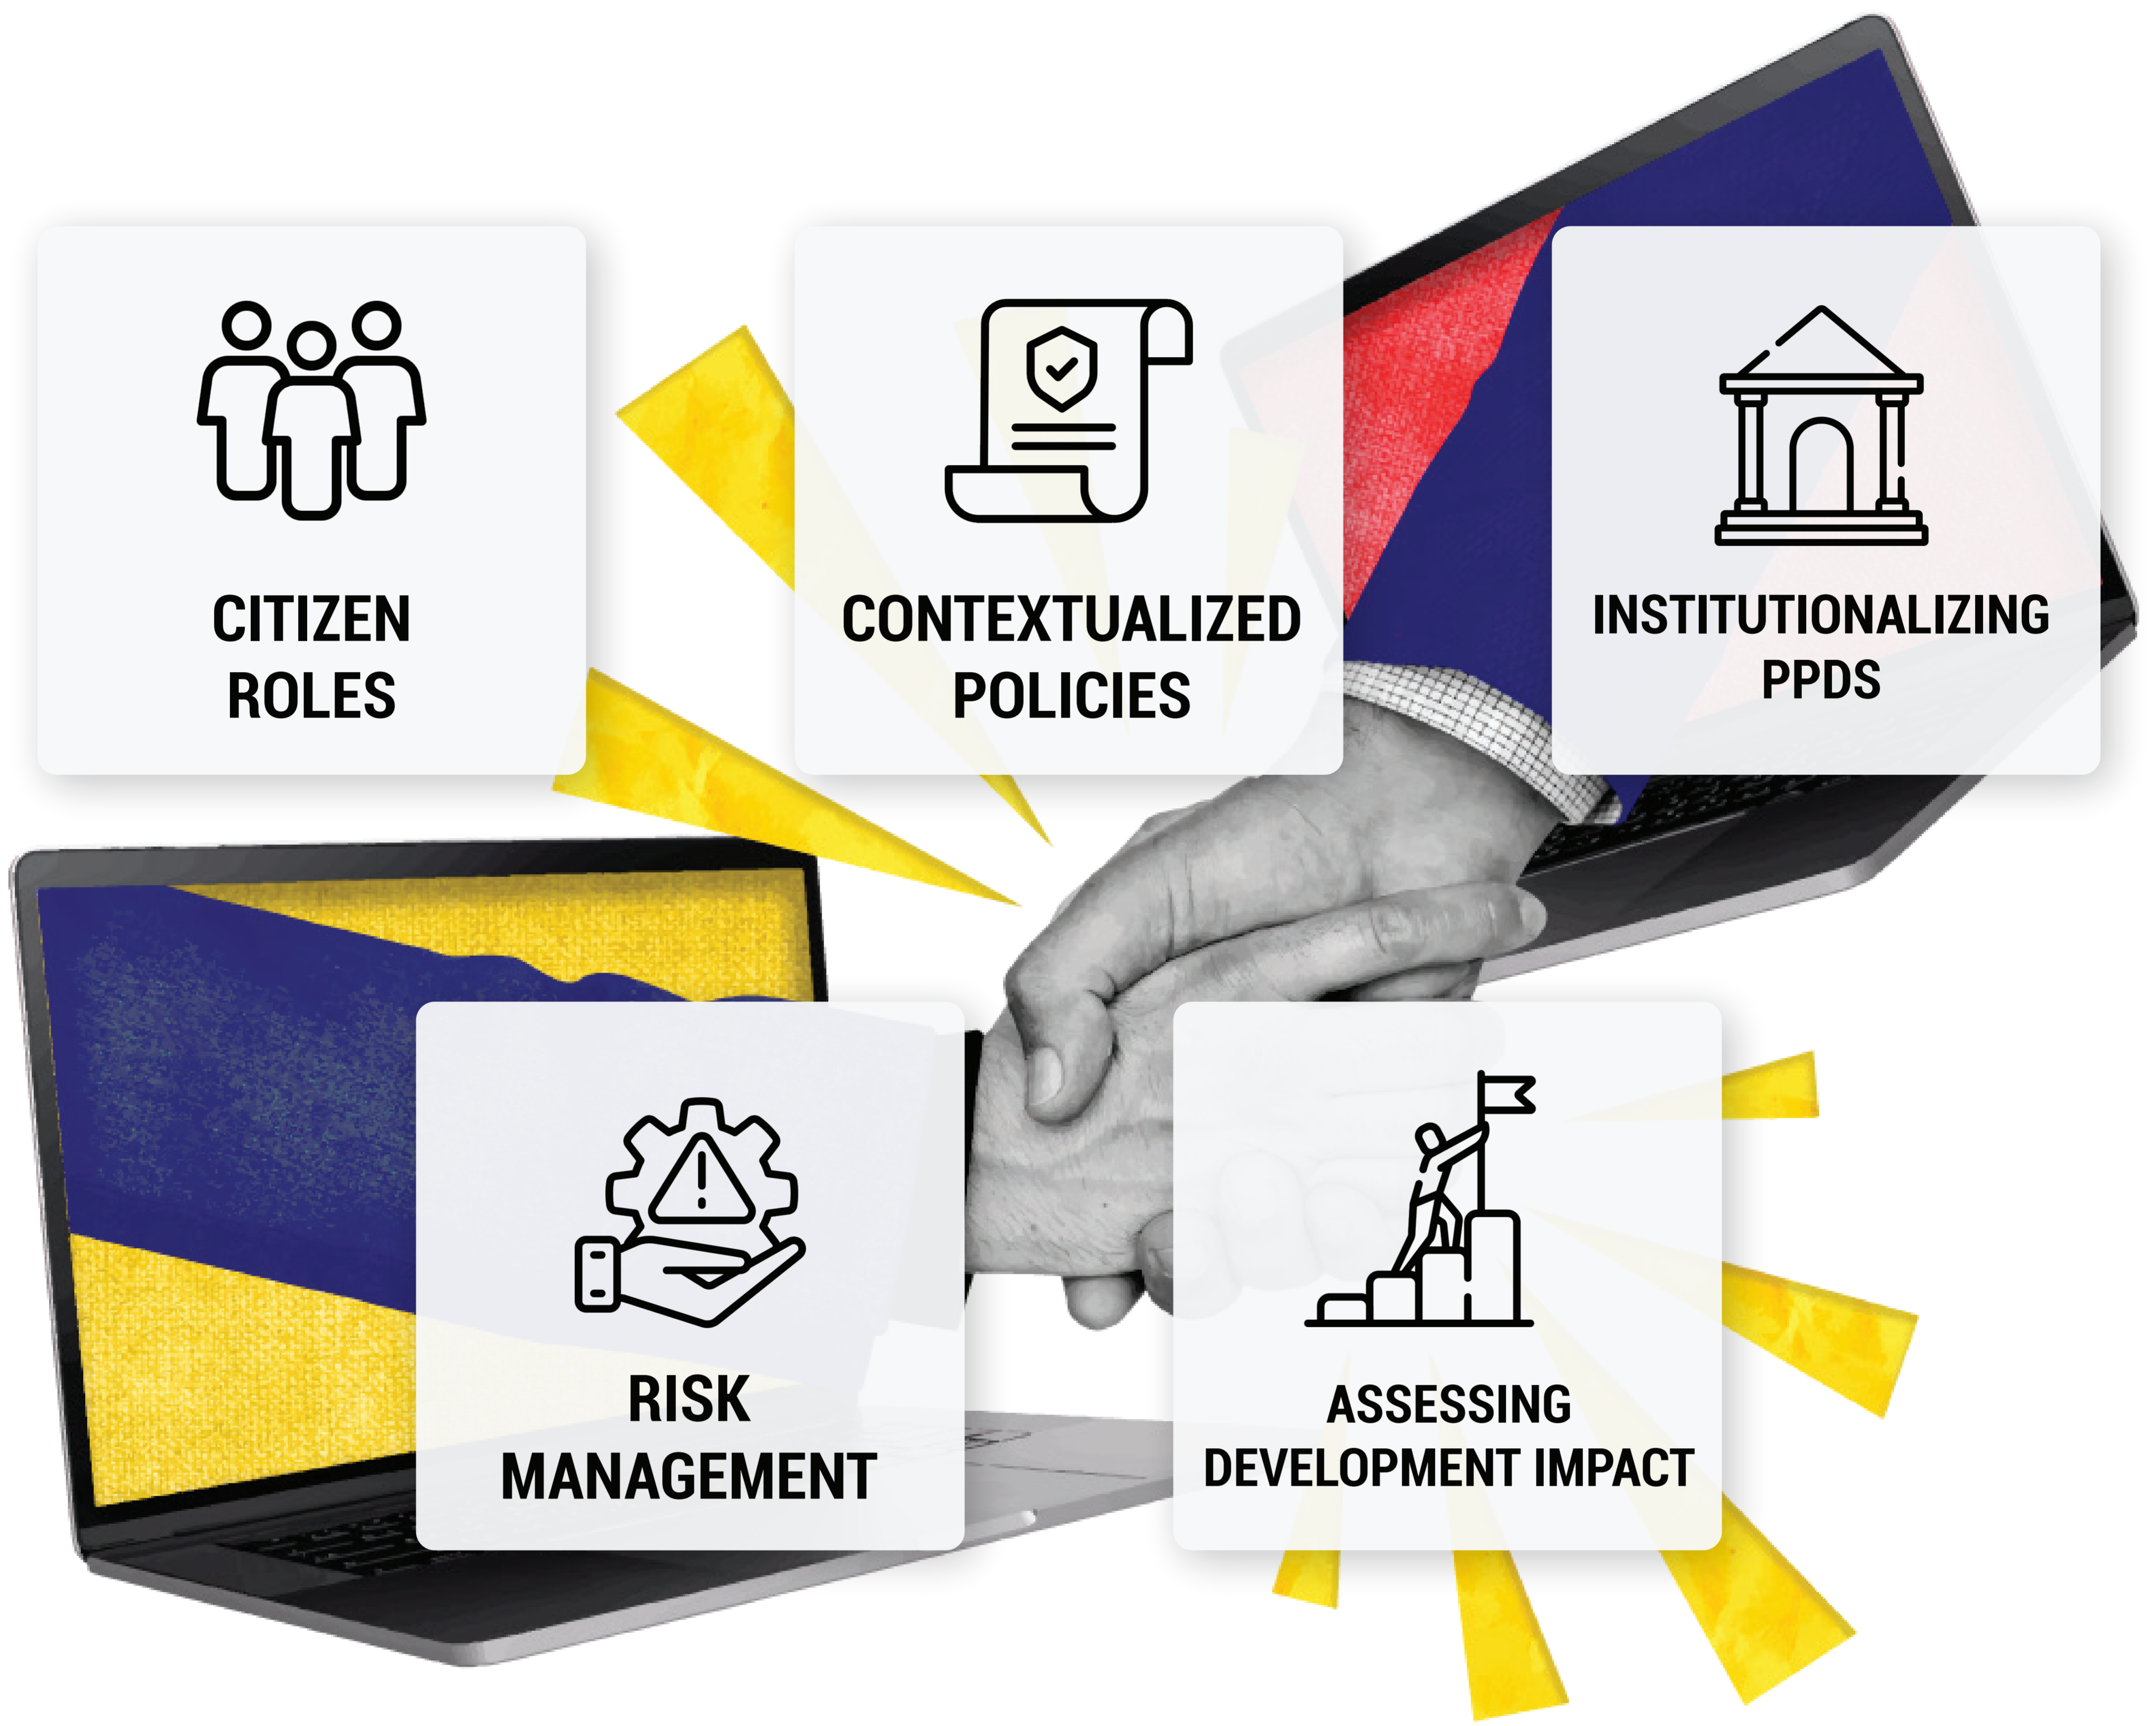 CITIZEN
ROLES
CONTEXTUALIZED
POLICIES
INSTITUTIONALIZING
PPDS
RISK
MANAGEMENT
ASSESSING
DEVELOPMENT IMPACT